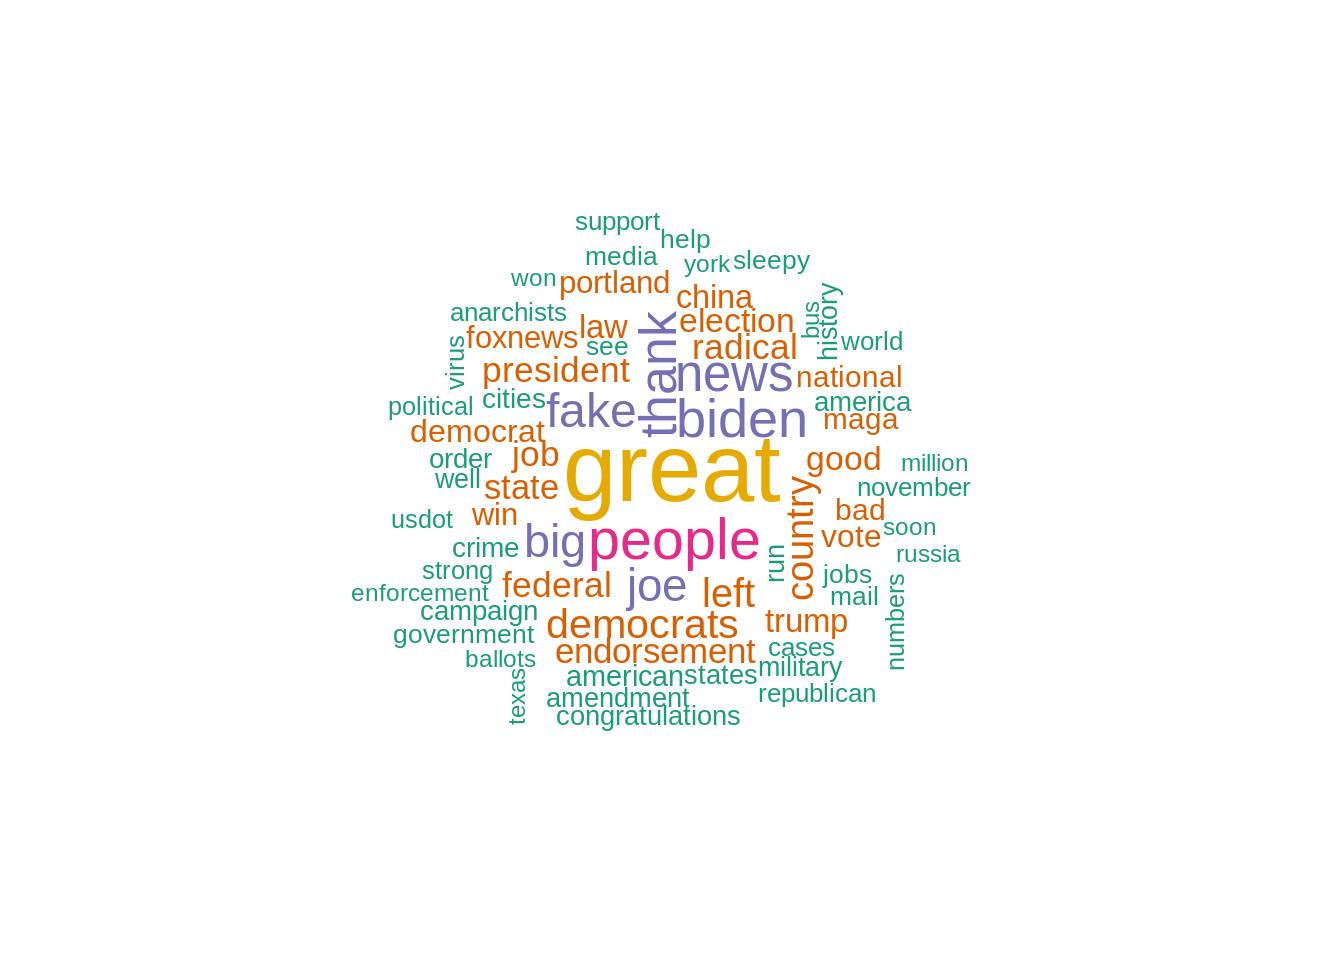 support
help
media
york
sleepy
won
portland
china
bus
history
anarchists
law
thank
election
foxnews
see
radical
world
virus
president
news
national
political
cities
fake
biden
america
maga
democrat
order
job
great
good
million
well
state
country
november
usdot
win
bad
soon
crime
big
people
run
vote
russia
strong
federal
joe
left
jobs
mail
numbers
enforcement
campaign
democrats
trump
government
endorsement
cases
ballots
american
states
military
texas
amendment
republican
congratulations